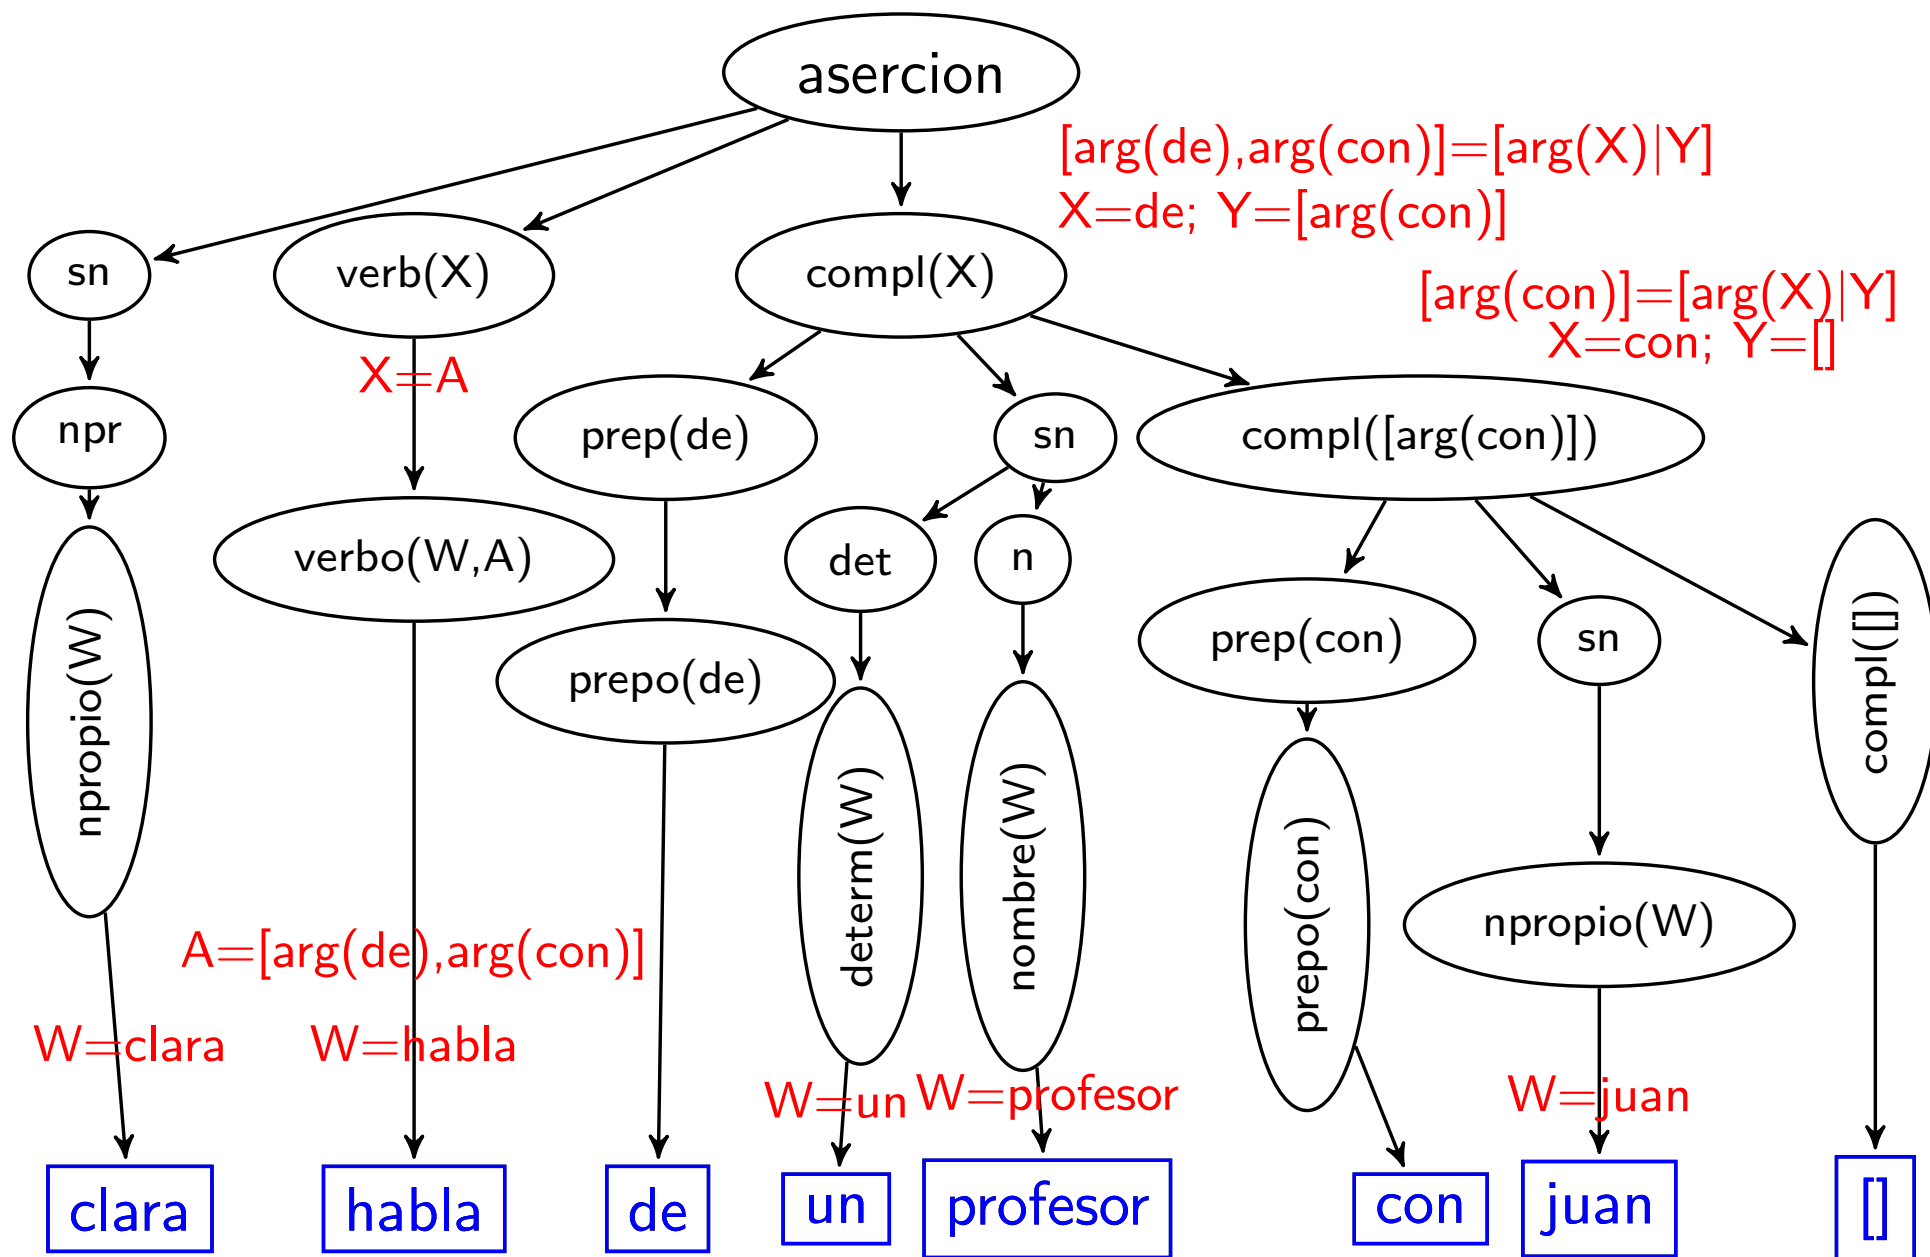 asercion
[arg(de),arg(con)]=[arg(X)|Y]
X=de; Y=[arg(con)]
sn
verb(X)
compl(X)
[arg(con)]=[arg(X)|Y]
X=con; Y=[]
X=A
npr
prep(de)
sn
compl([arg(con)])
verbo(W,A)
det
n
npropio(W)
prepo(de)
prep(con)
sn
compl([])
determ(W)
nombre(W)
prepo(con)
npropio(W)
A=[arg(de),arg(con)]
W=clara
W=habla
W=un
W=profesor
W=juan
clara
habla
de
un
profesor
con
juan
[]